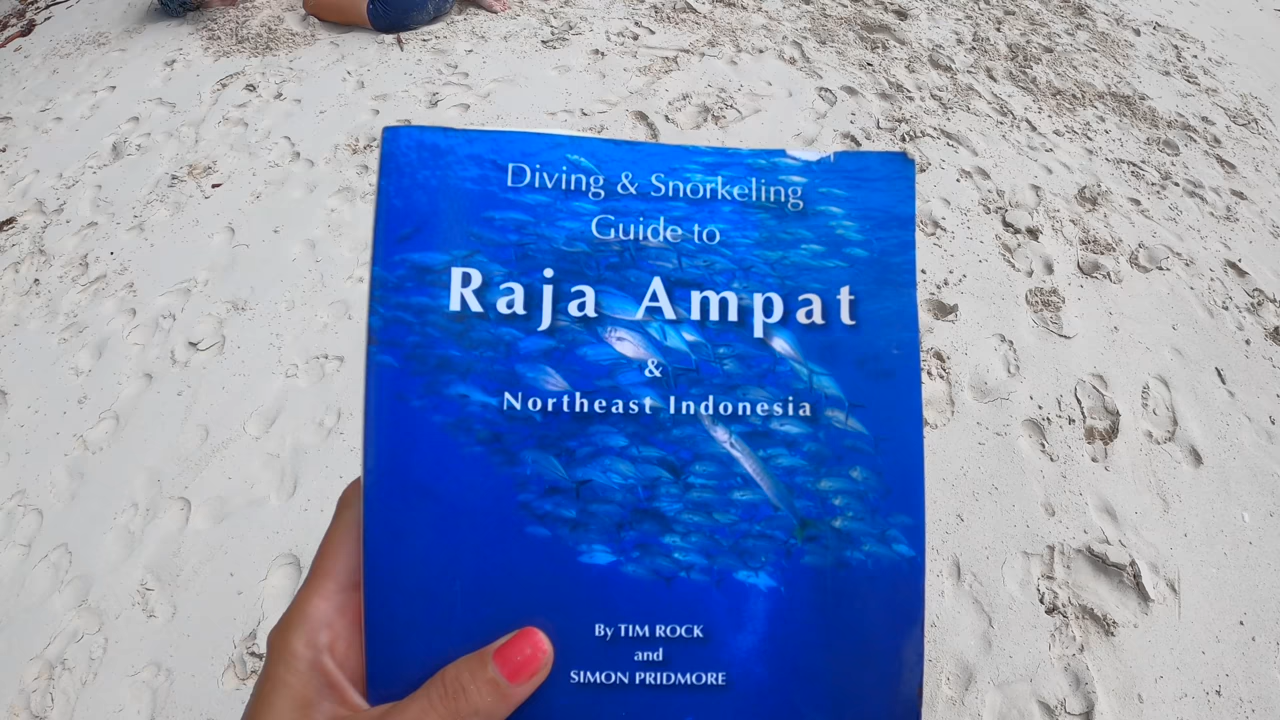 Diving & Snorkeling
Guide to
Raja Ampat
&
Northeast Indonesia
By TIM ROCK
and
SIMON PRIDMORE